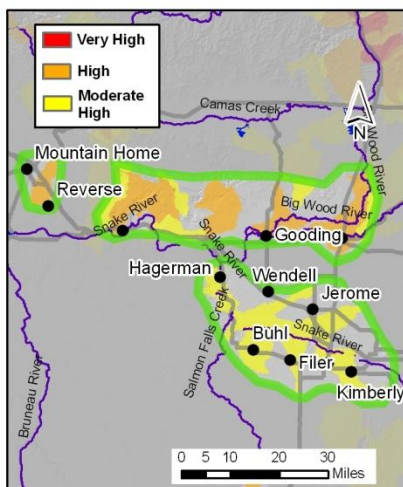 Very High
High
Moderate
High
Camas Creek
N
Wood River
Mountain Home
Reverse
Snake River
Big Wood River
Snake River
Gooding
Hagerman
Wendell
Jerome
Snake River
Buhl
Filer
Kimberly
Salmon Falls Creek
Bruneau River
0 5 10 20 30
Miles